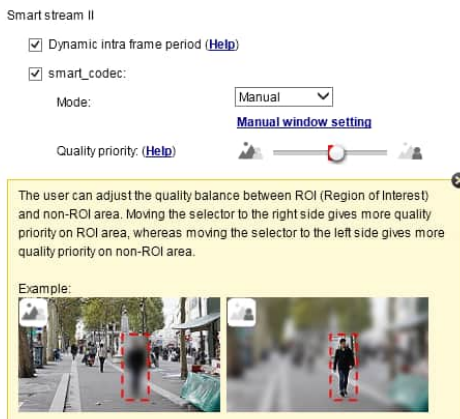 Smart stream II
Dynamic intra frame period (Help)
smart_codec:
Mode: Manual
Manual window setting
Quality priority: (Help)
The user can adjust the quality balance between ROI (Region of Interest)
and non-ROI area. Moving the selector to the right side gives more quality
priority on ROI area, whereas moving the selector to the left side gives more
quality priority on non-ROI area.
Example: